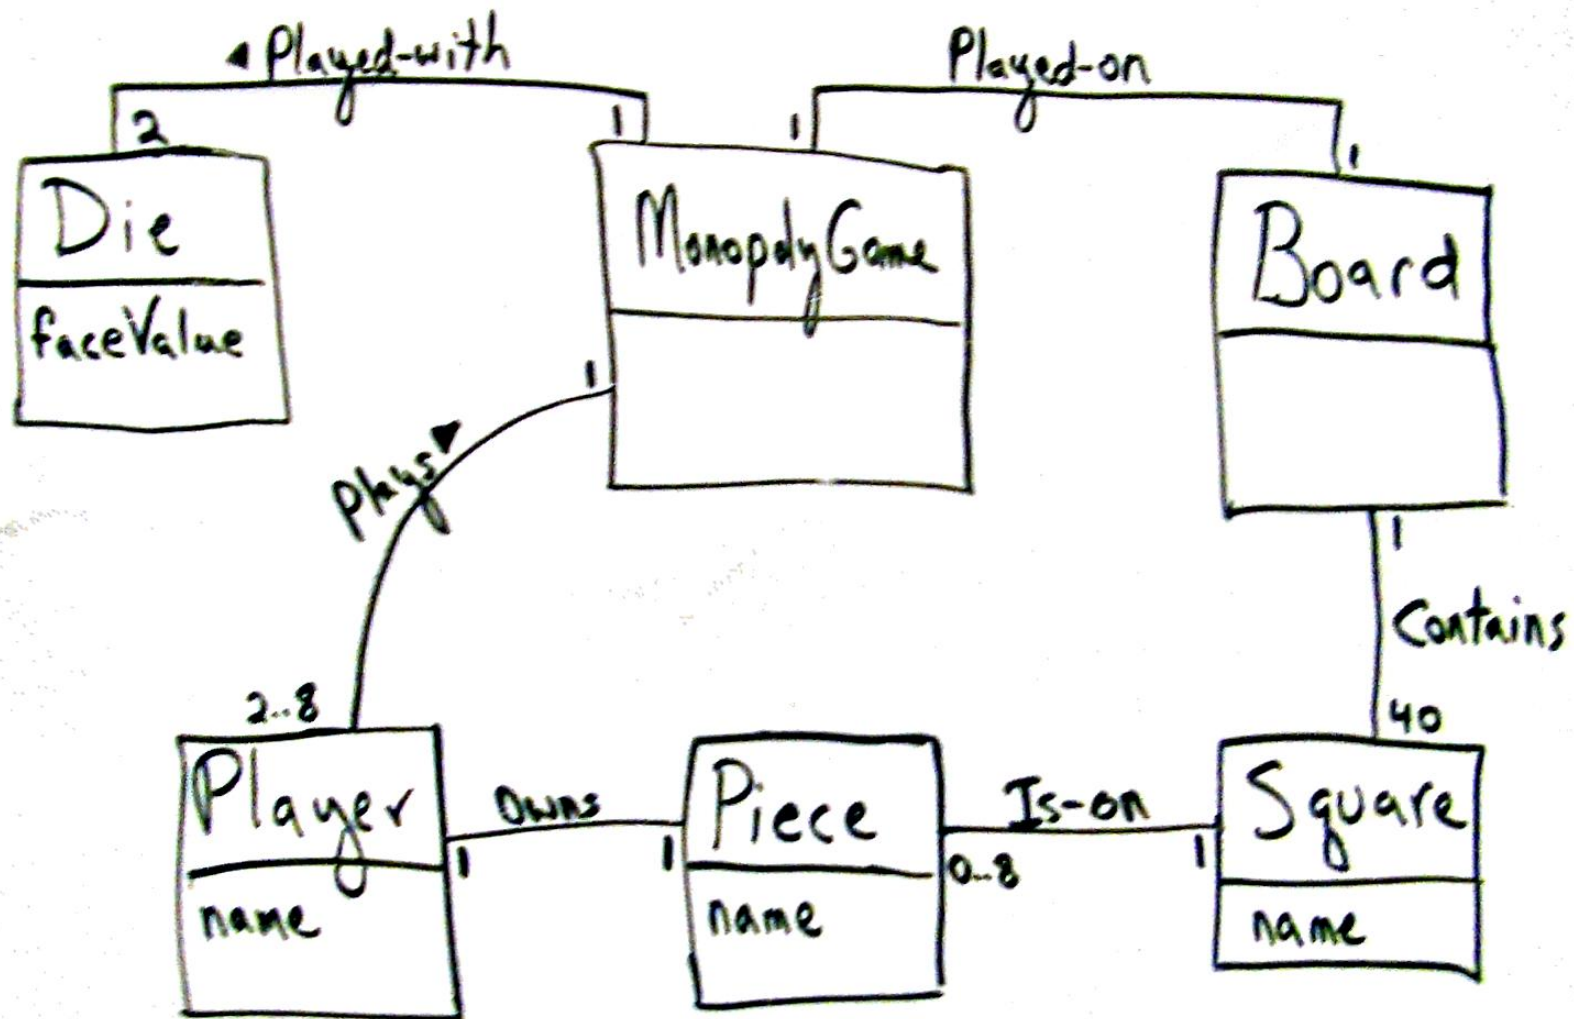 ◄ Played-with
Played-on
2
1
1
1
Die
faceValue
MonopolyGame
Board
1
Plays
1
Contains
2..8
40
Player
name
Owns
1
1
Piece
name
Is-on
0..8
1
Square
name